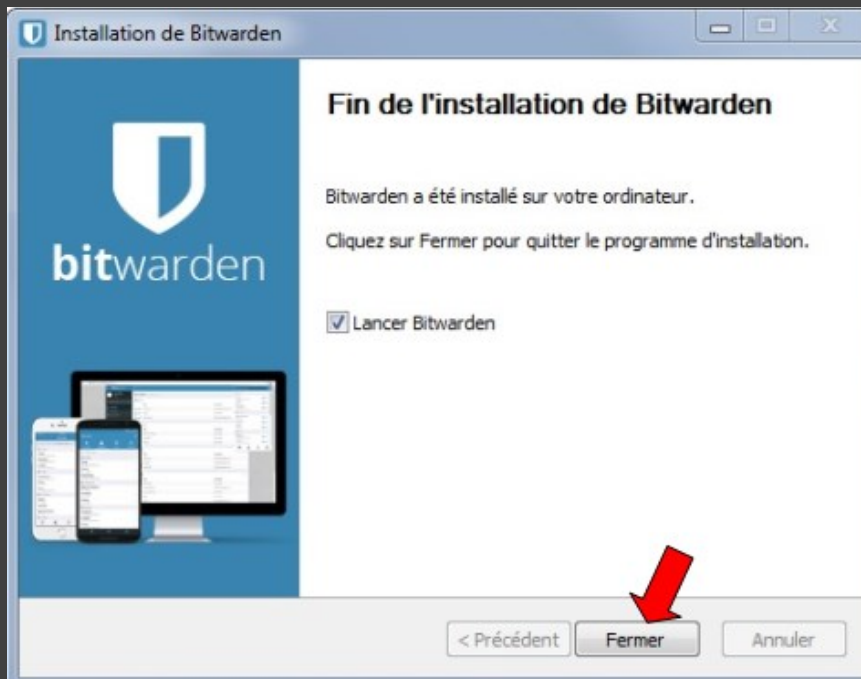 Installation de Bitwarden
Fin de l'installation de Bitwarden
Bitwarden a été installé sur votre ordinateur.
Cliquez sur Fermer pour quitter le programme d'installation.
bitwarden
Lancer Bitwarden
< Précédent
Fermer
Annuler